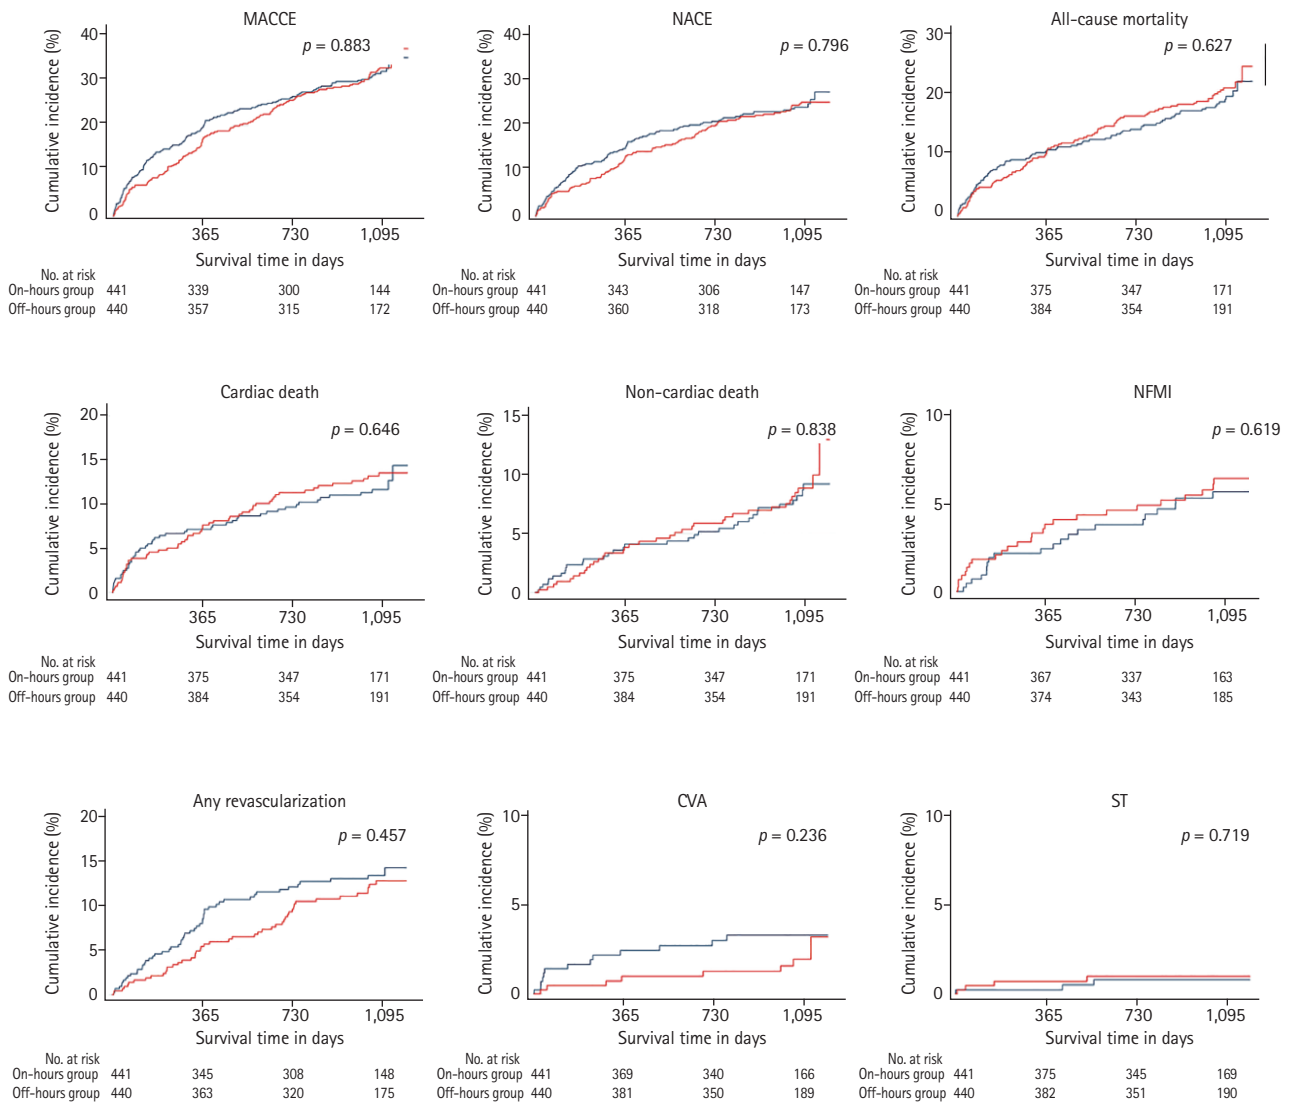 MACCE
Cumulative incidence (%)
40
30
20
10
0
p = 0.883
365 730 1,095
Survival time in days
No. at risk
On-hours group 441 339 300 144
Off-hours group 440 357 315 172
NACE
Cumulative incidence (%)
40
30
20
10
0
p = 0.796
365 730 1,095
Survival time in days
No. at risk
On-hours group 441 343 306 147
Off-hours group 440 360 318 173
All-cause mortality
Cumulative incidence (%)
30
20
10
0
p = 0.627
365 730 1,095
Survival time in days
No. at risk
On-hours group 441 375 347 171
Off-hours group 440 384 354 191
Cardiac death
Cumulative incidence (%)
20
15
10
5
0
p = 0.646
365 730 1,095
Survival time in days
No. at risk
On-hours group 441 375 347 171
Off-hours group 440 384 354 191
Non-cardiac death
Cumulative incidence (%)
15
10
5
0
p = 0.838
365 730 1,095
Survival time in days
No. at risk
On-hours group 441 375 347 171
Off-hours group 440 384 354 191
NFMI
Cumulative incidence (%)
10
5
0
p = 0.619
365 730 1,095
Survival time in days
No. at risk
On-hours group 441 367 337 163
Off-hours group 440 374 343 185
Any revascularization
Cumulative incidence (%)
20
15
10
5
0
p = 0.457
365 730 1,095
Survival time in days
No. at risk
On-hours group 441 345 308 148
Off-hours group 440 363 320 175
CVA
Cumulative incidence (%)
10
5
0
p = 0.236
365 730 1,095
Survival time in days
No. at risk
On-hours group 441 369 340 166
Off-hours group 440 381 350 189
ST
Cumulative incidence (%)
10
5
0
p = 0.719
365 730 1,095
Survival time in days
No. at risk
On-hours group 441 375 345 169
Off-hours group 440 382 351 190